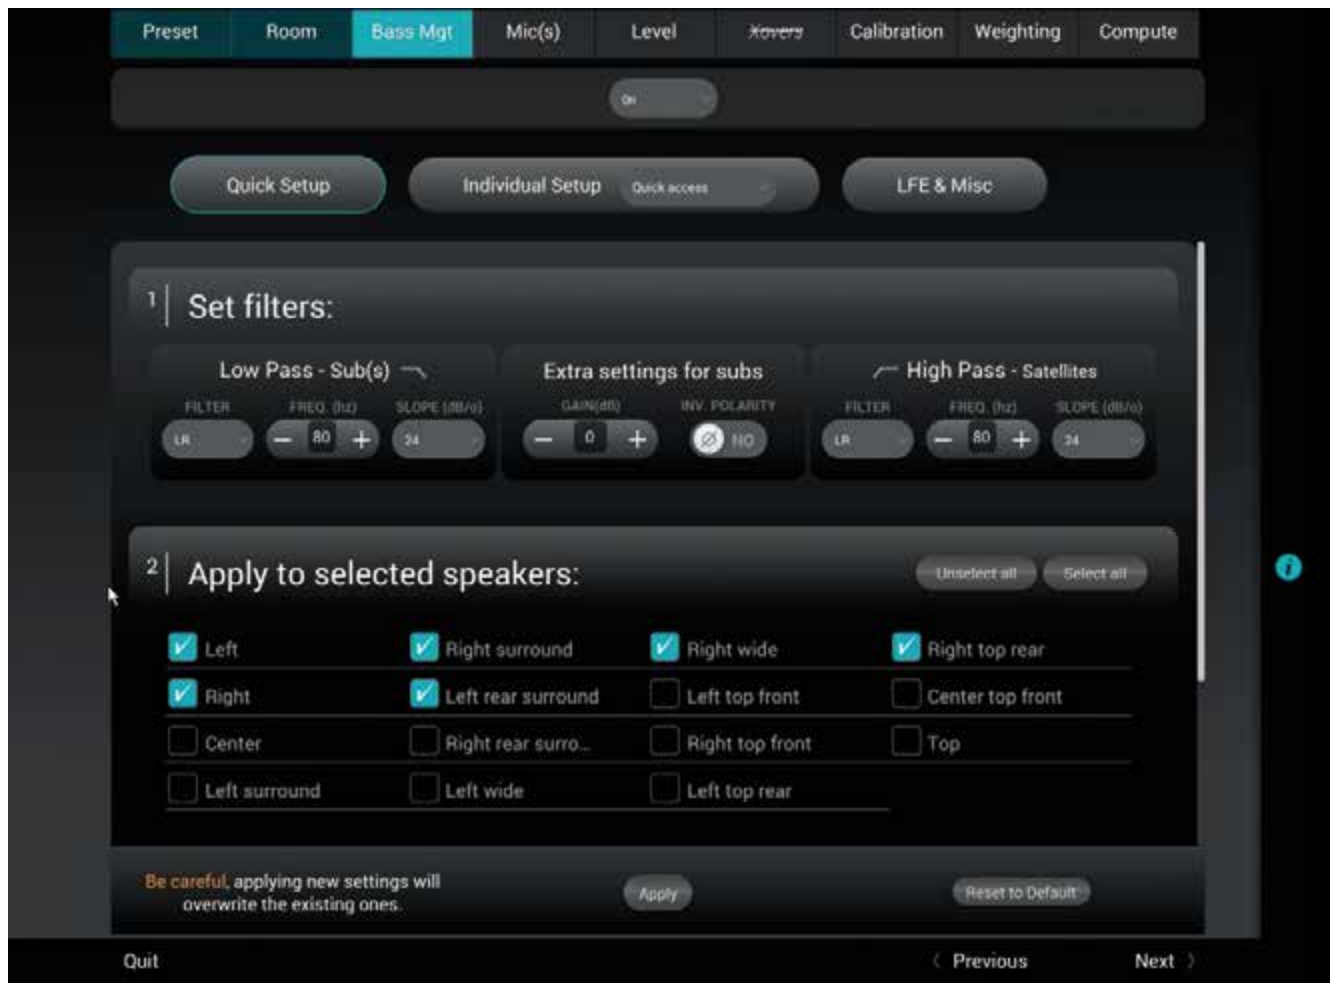 Preset Room Bass Mgt Mic(s) Level Xovers Calibration Weighting Compute
On
Quick Setup Individual Setup Quick access LFE & Misc
1 Set filters:
Low Pass - Sub(s) Extra settings for subs High Pass - Satellites
FILTER FREQ. (hz) SLOPE (dB/o) GAIN(dB) INV. POLARITY FILTER FREQ. (hz) SLOPE (dB/o)
LR − 80 + 24 − 0 + Ø NO LR − 80 + 24
2 Apply to selected speakers: Unselect all Select all
Left Right surround Right wide Right top rear
Right Left rear surround Left top front Center top front
Center Right rear surro... Right top front Top
Left surround Left wide Left top rear
Be careful, applying new settings will
overwrite the existing ones. Apply Reset to Default
i
Quit Previous Next